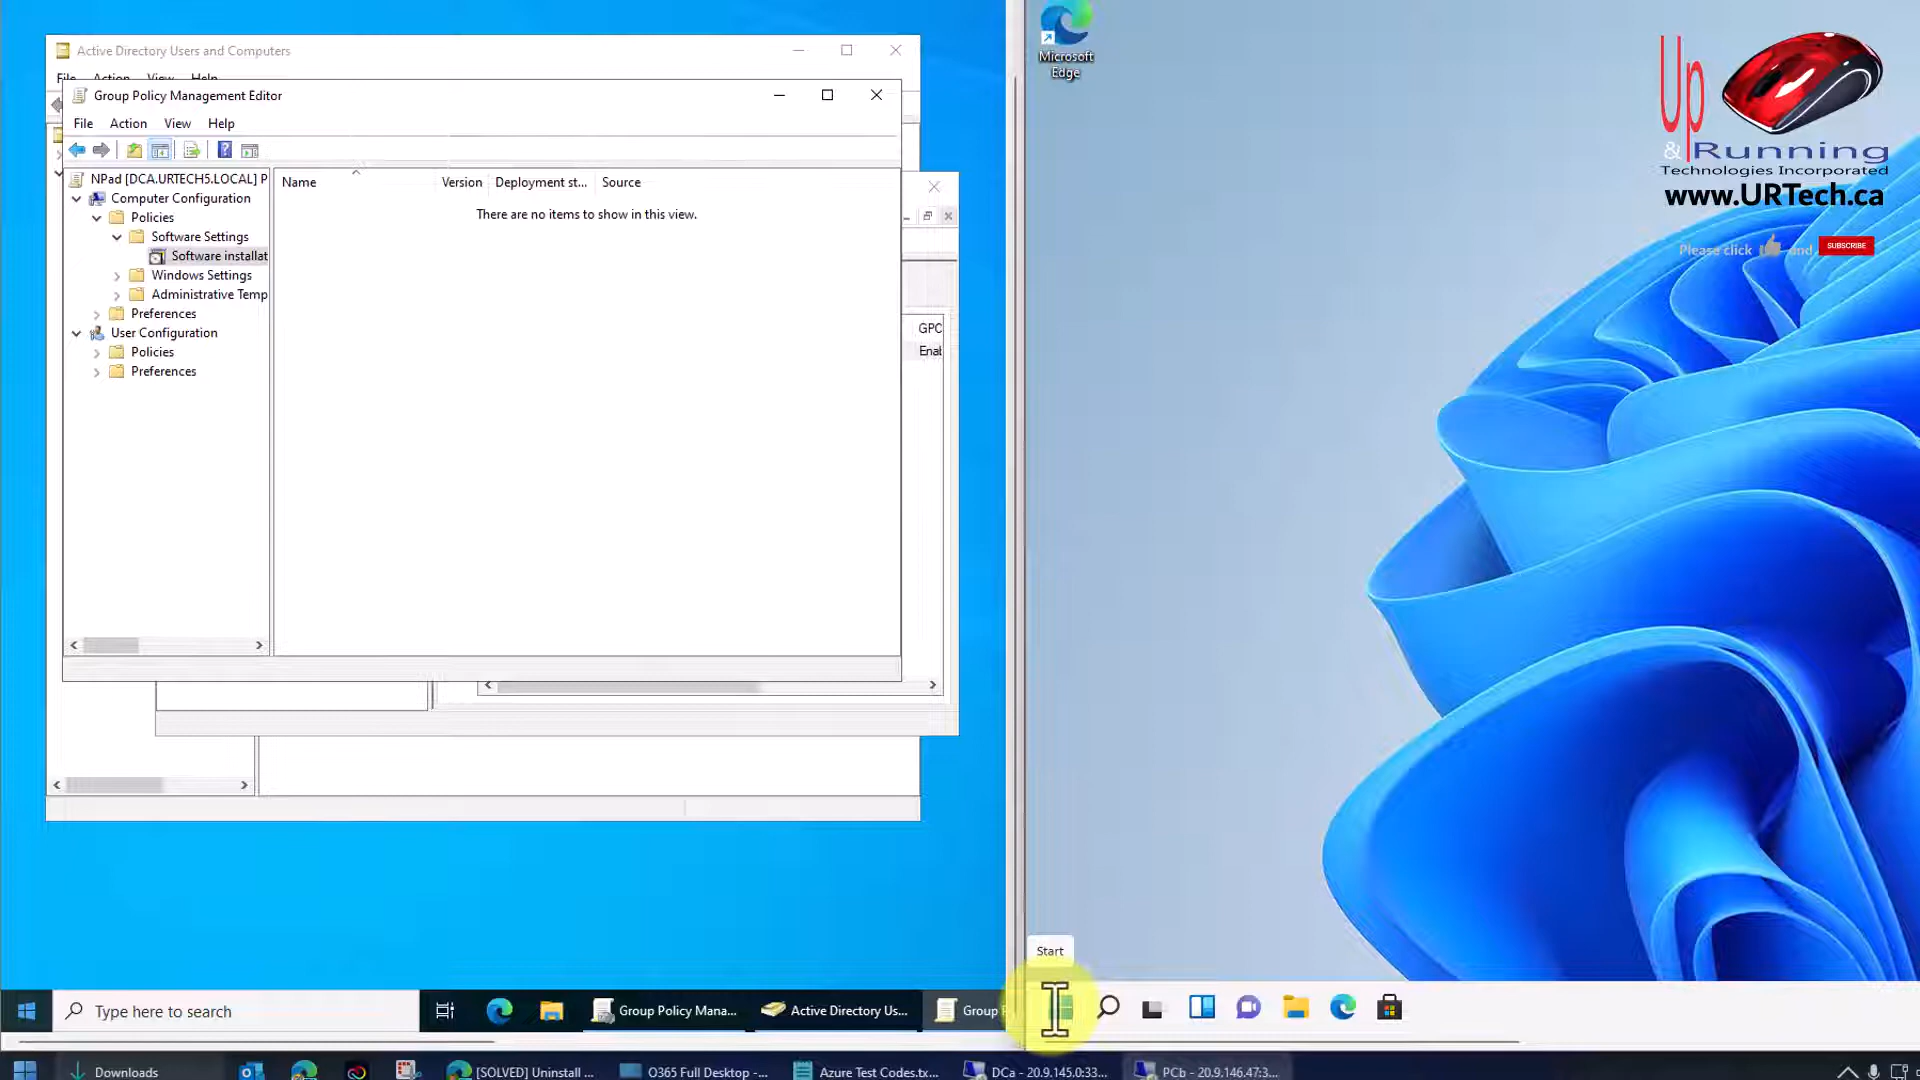 Active Directory Users and Computers
File Action View Help
Group Policy Management Editor
File Action View Help
NPad [DCA.URTECH5.LOCAL] P
Computer Configuration
Policies
Software Settings
Software installat
Windows Settings
Administrative Temp
Preferences
User Configuration
Policies
Preferences
Name Version Deployment st... Source
There are no items to show in this view.
GPC
Enab
Microsoft
Edge
Up
& Running
Technologies Incorporated
www.URTech.ca
Please click and SUBSCRIBE
Start
Type here to search
Group Policy Mana...
Active Directory Us...
Group P
Downloads
[SOLVED] Uninstall ...
O365 Full Desktop -...
Azure Test Codes.tx...
DCa - 20.9.145.0:33...
PCb - 20.9.146.47:3...